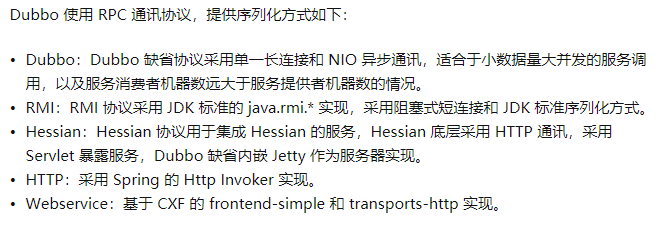 Dubbo 使用 RPC 通讯协议，提供序列化方式如下：
• Dubbo：Dubbo 缺省协议采用单一长连接和 NIO 异步通讯，适合于小数据量大并发的服务调
用，以及服务消费者机器数远大于服务提供者机器数的情况。
• RMI：RMI 协议采用 JDK 标准的 java.rmi.* 实现，采用阻塞式短连接和 JDK 标准序列化方式。
• Hessian：Hessian 协议用于集成 Hessian 的服务，Hessian 底层采用 HTTP 通讯，采用
Servlet 暴露服务，Dubbo 缺省内嵌 Jetty 作为服务器实现。
• HTTP：采用 Spring 的 Http Invoker 实现。
• Webservice：基于 CXF 的 frontend-simple 和 transports-http 实现。